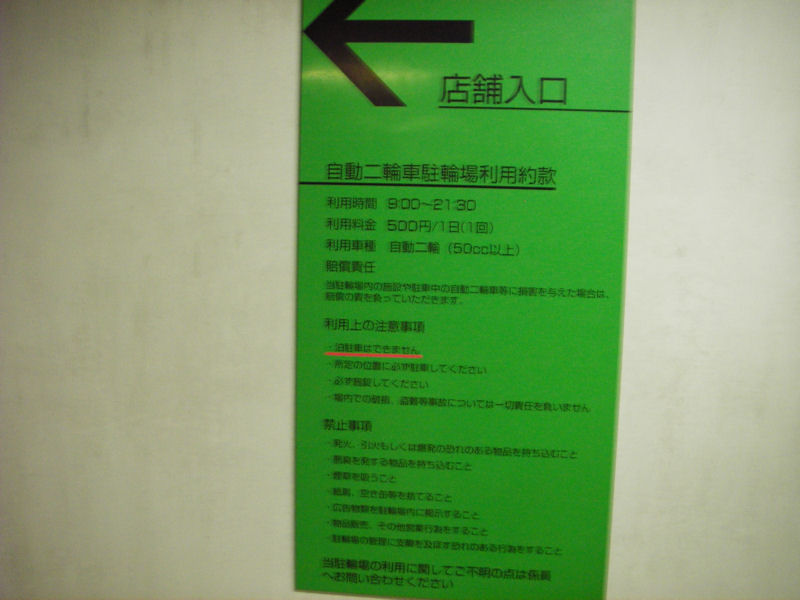 店舗入口
自動二輪車駐輪場利用約款
利用時間 9:00～21:30
利用料金 500円/1日(1回)
利用車種 自動二輪（50cc以上）
賠償責任
当駐輪場内の施設や駐車中の自動二輪車等に損害を与えた場合は、
賠償の責を負っていただきます。
利用上の注意事項
・泊駐車はできません
・所定の位置に必ず駐車してください
・必ず施錠してください
・場内での破損、盗難等事故については一切責任を負いません
禁止事項
・発火、引火もしくは爆発の恐れのある物品を持ち込むこと
・悪臭を発する物品を持ち込むこと
・煙草を吸うこと
・紙屑、空き缶等を捨てること
・広告物類を駐輪場内に掲示すること
・物品販売、その他営業行為をすること
・駐輪場の管理に支障を及ぼす恐れのある行為をすること
当駐輪場の利用に関してご不明の点は係員
へお問い合わせください